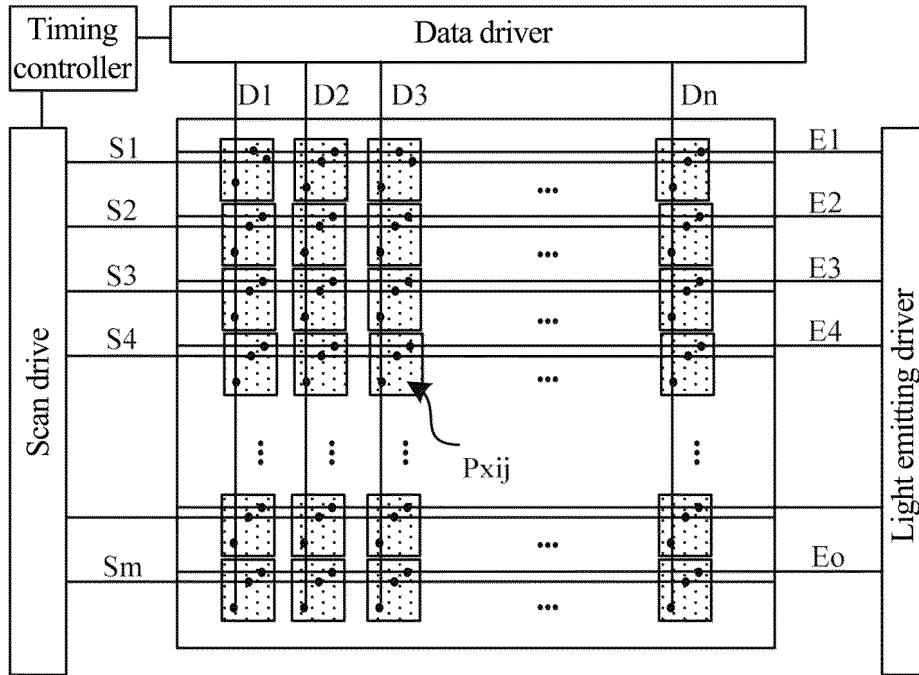 Timing
controller
Data driver
D1 D2 D3 Dn
S1 E1
S2 E2
S3 E3
S4 E4
... 
Scan drive
Light emitting driver
Pxij
Sm Eo